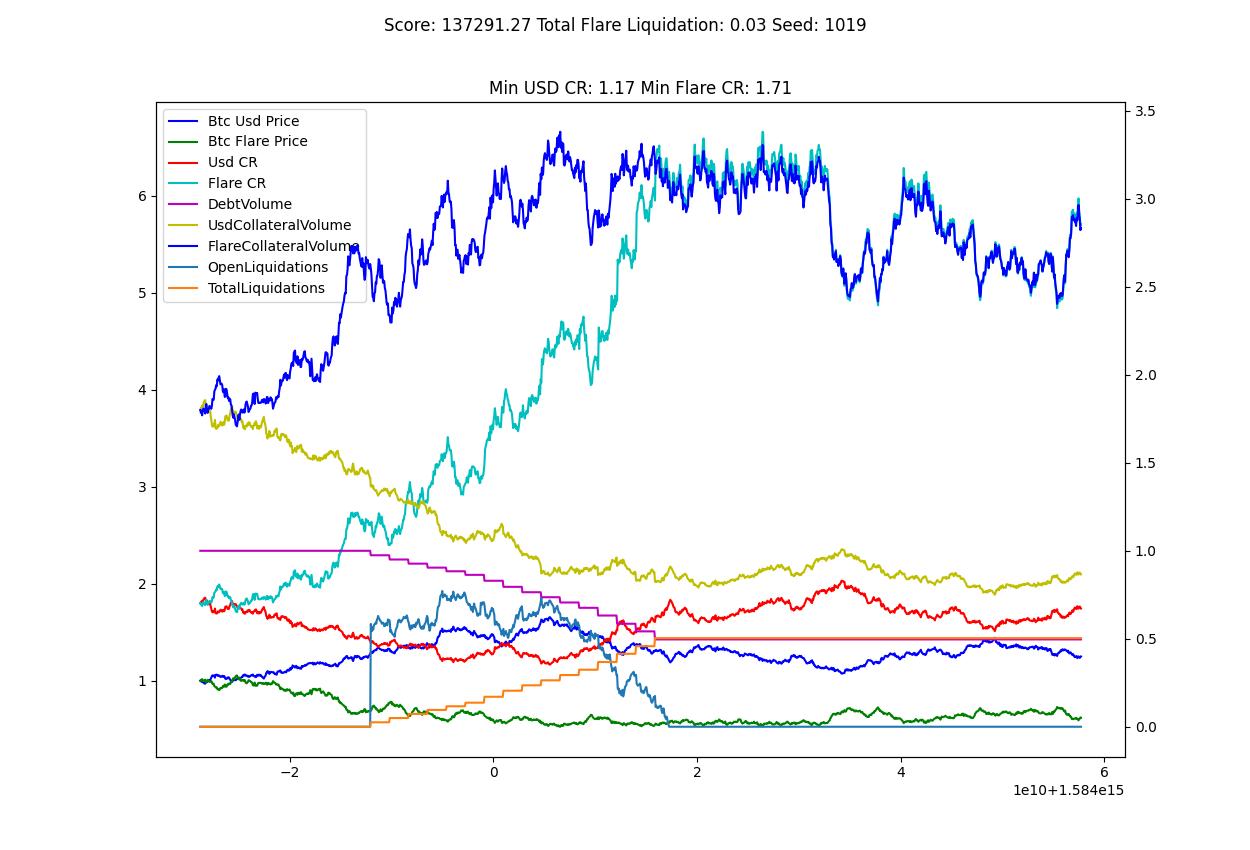 Score: 137291.27 Total Flare Liquidation: 0.03 Seed: 1019
Min USD CR: 1.17 Min Flare CR: 1.71
Btc Usd Price
Btc Flare Price
Usd CR
Flare CR
DebtVolume
UsdCollateralVolume
FlareCollateralVolume
OpenLiquidations
TotalLiquidations
6
5
4
3
2
1
3.5
3.0
2.5
2.0
1.5
1.0
0.5
0.0
−2 0 2 4 6
1e10+1.584e15